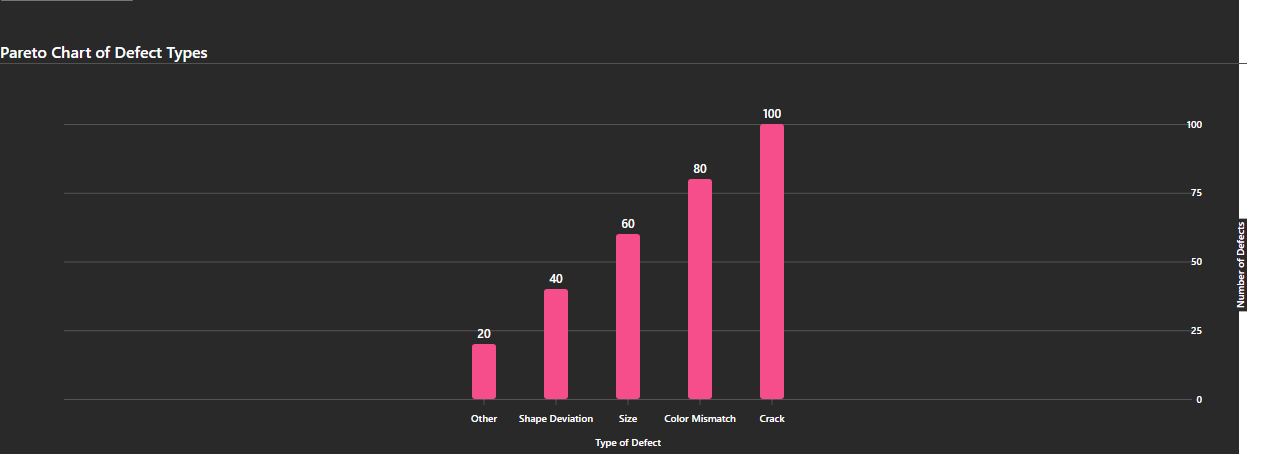 Pareto Chart of Defect Types
100
100
80
75
60
Number of Defects
50
40
20
25
0
Other Shape Deviation Size Color Mismatch Crack
Type of Defect